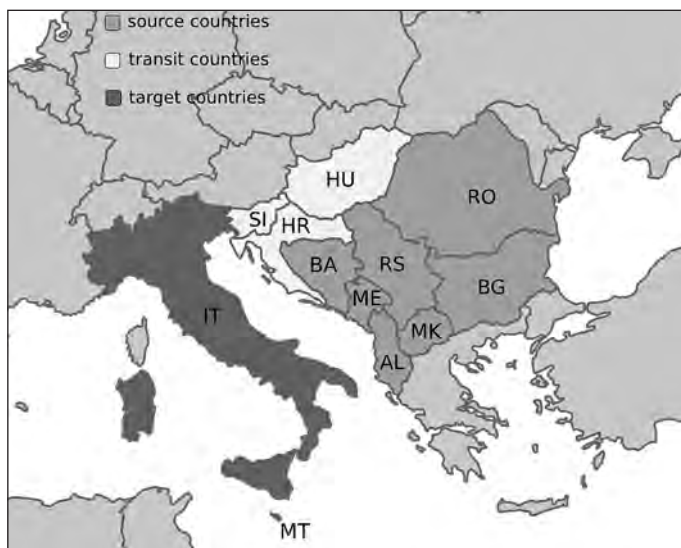 source countries
transit countries
target countries
HU
RO
SI
HR
BA
RS
BG
ME
IT
MK
AL
MT